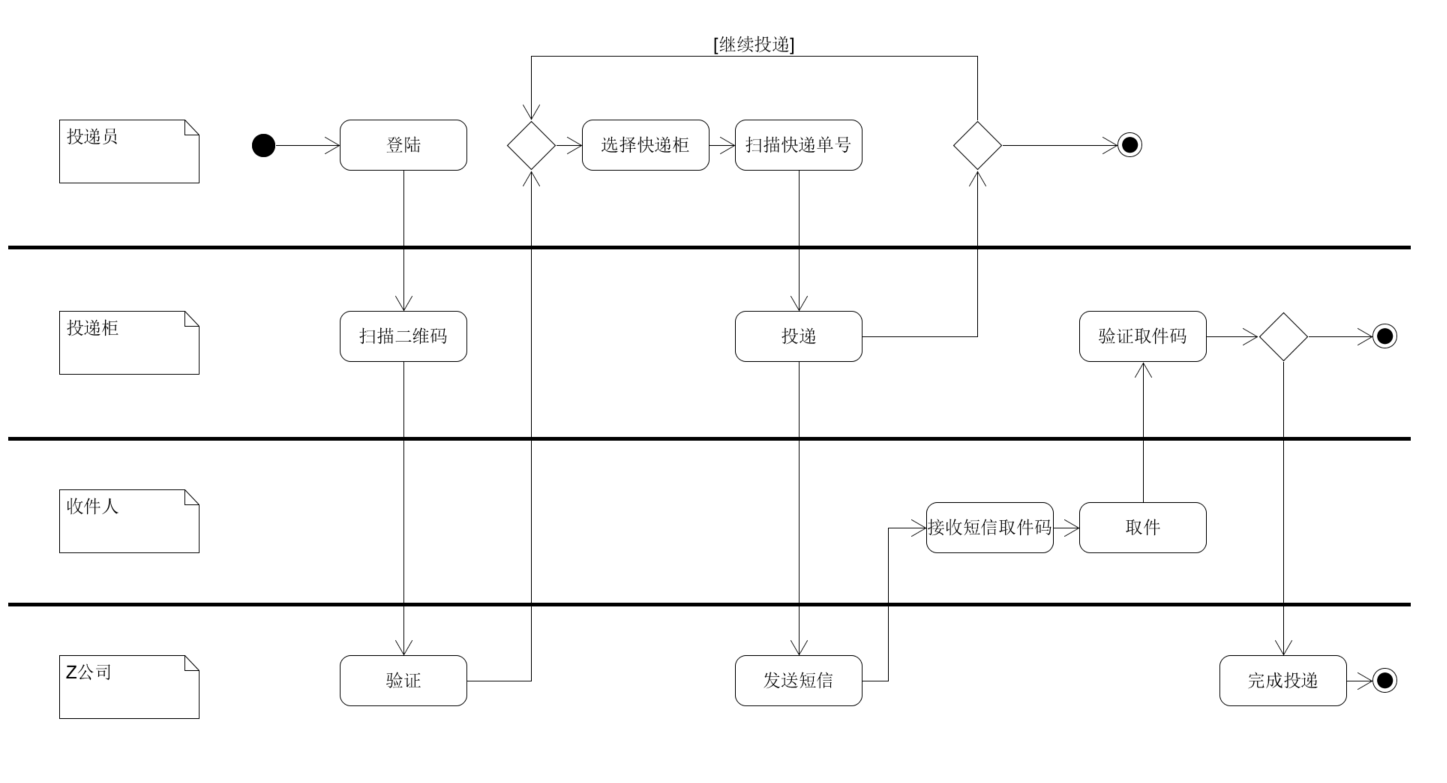 [继续投递]
投递员
登陆
选择快递柜
扫描快递单号
投递柜
扫描二维码
投递
验证取件码
收件人
接收短信取件码
取件
Z公司
验证
发送短信
完成投递